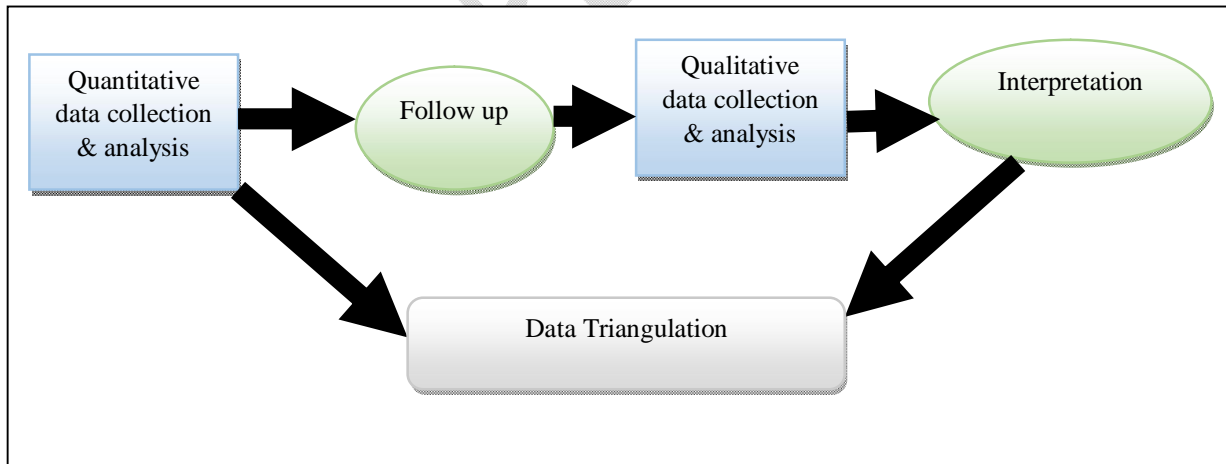 Quantitative
data collection
& analysis
Follow up
Qualitative
data collection
& analysis
Interpretation
Data Triangulation